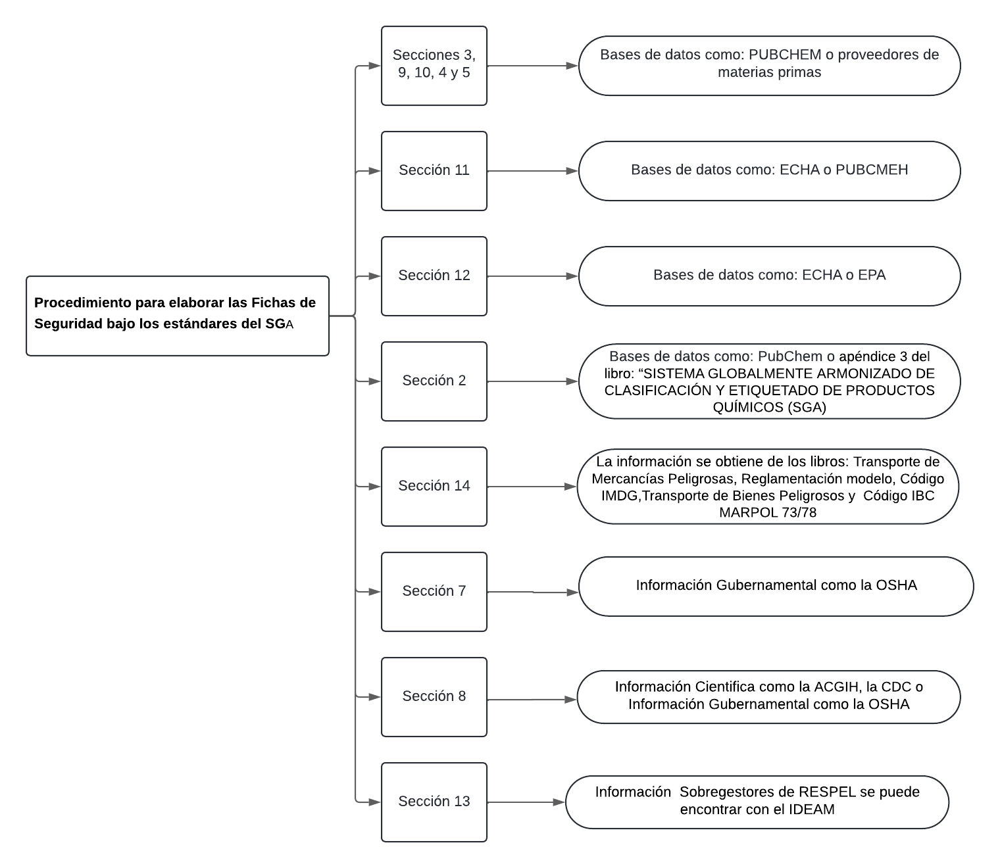 Procedimiento para elaborar las Fichas de
Seguridad bajo los estándares del SGA
Secciones 3,
9, 10, 4 y 5
Bases de datos como: PUBCHEM o proveedores de
materias primas
Sección 11
Bases de datos como: ECHA o PUBCMEH
Sección 12
Bases de datos como: ECHA o EPA
Sección 2
Bases de datos como: PubChem o apéndice 3 del
libro: “SISTEMA GLOBALMENTE ARMONIZADO DE
CLASIFICACIÓN Y ETIQUETADO DE PRODUCTOS
QUÍMICOS (SGA)
Sección 14
La información se obtiene de los libros: Transporte de
Mercancías Peligrosas, Reglamentación modelo, Código
IMDG,Transporte de Bienes Peligrosos y  Código IBC
MARPOL 73/78
Sección 7
Información Gubernamental como la OSHA
Sección 8
Información Cientifica como la ACGIH, la CDC o
Información Gubernamental como la OSHA
Sección 13
Información  Sobregestores de RESPEL se puede
encontrar con el IDEAM